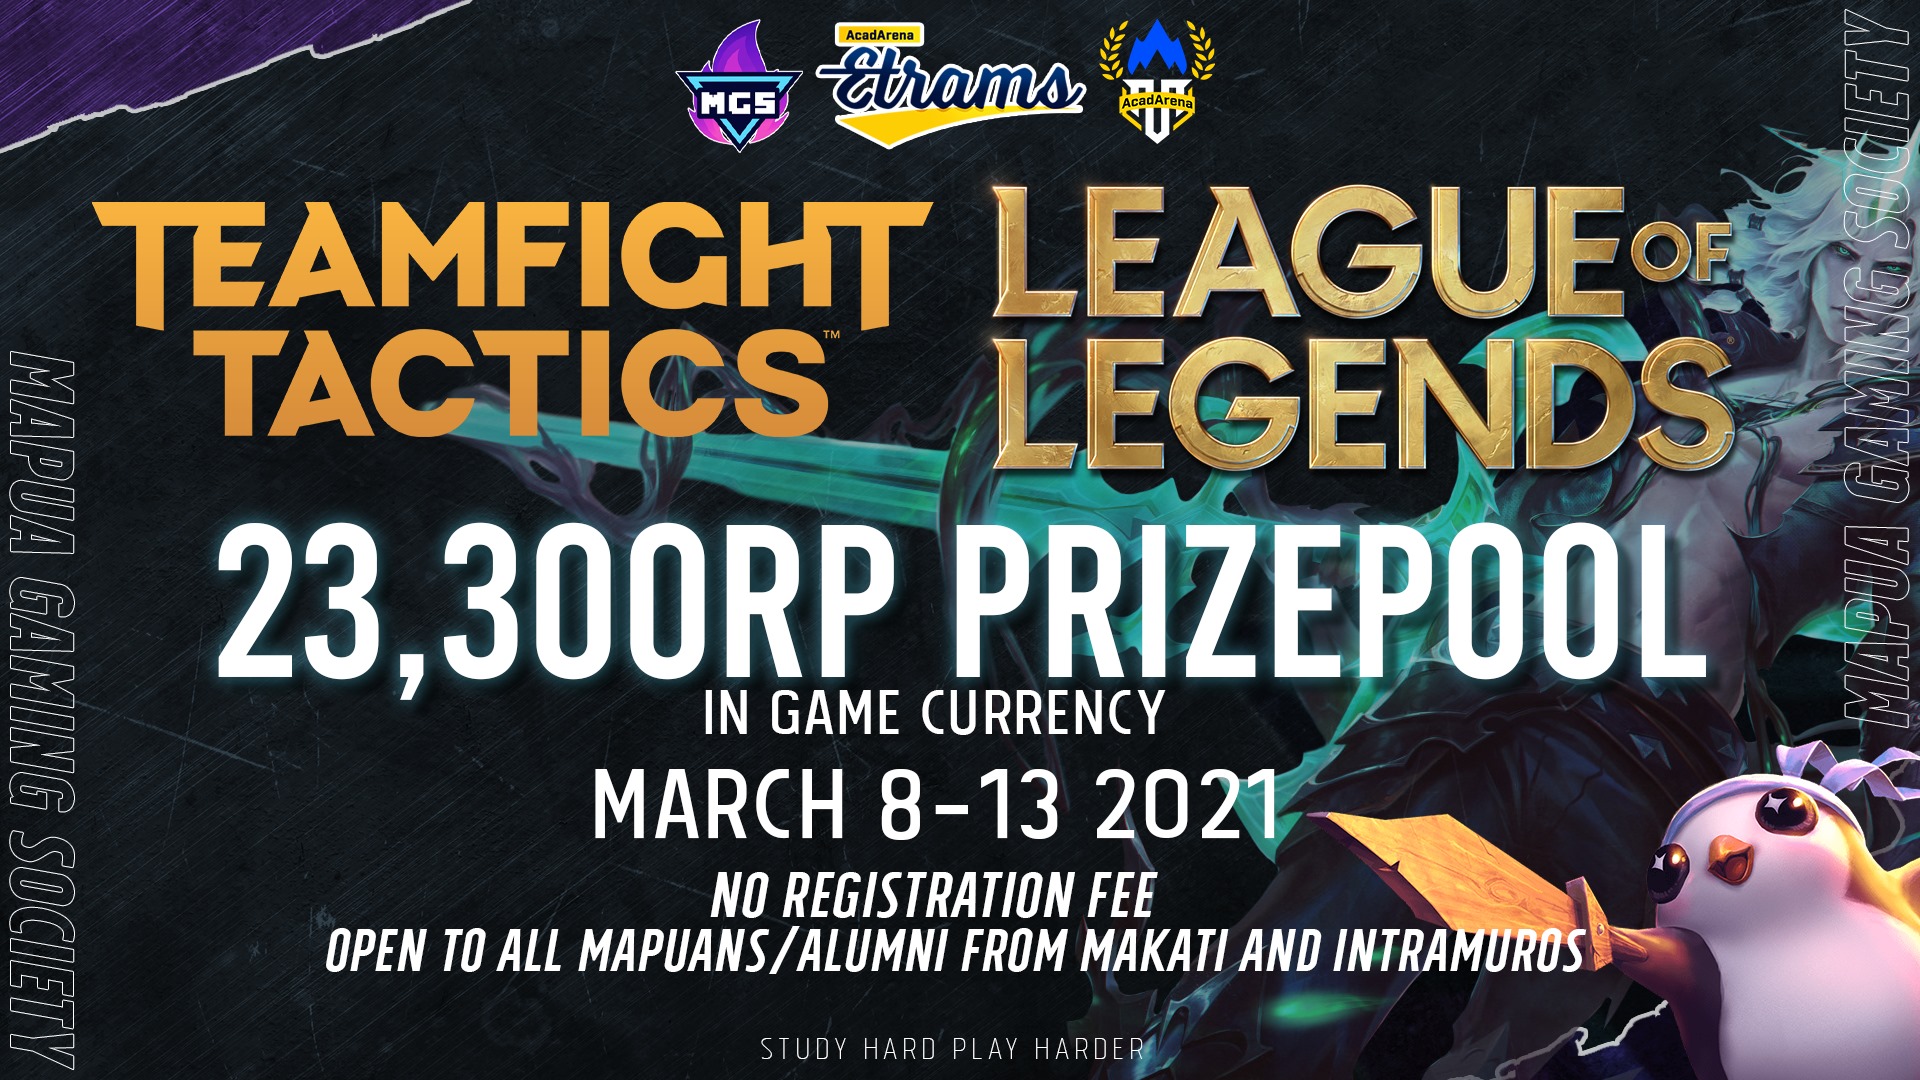 MGS
AcadArena
Etrams
AcadArena
TEAMFIGHT
TACTICS™
LEAGUE OF
LEGENDS®
23,300RP PRIZEPOOL
IN GAME CURRENCY
MARCH 8-13 2021
NO REGISTRATION FEE
OPEN TO ALL MAPUANS/ALUMNI FROM MAKATI AND INTRAMUROS
STUDY HARD PLAY HARDER
MAPUA GAMING SOCIETY
MAPUA GAMING SOCIETY